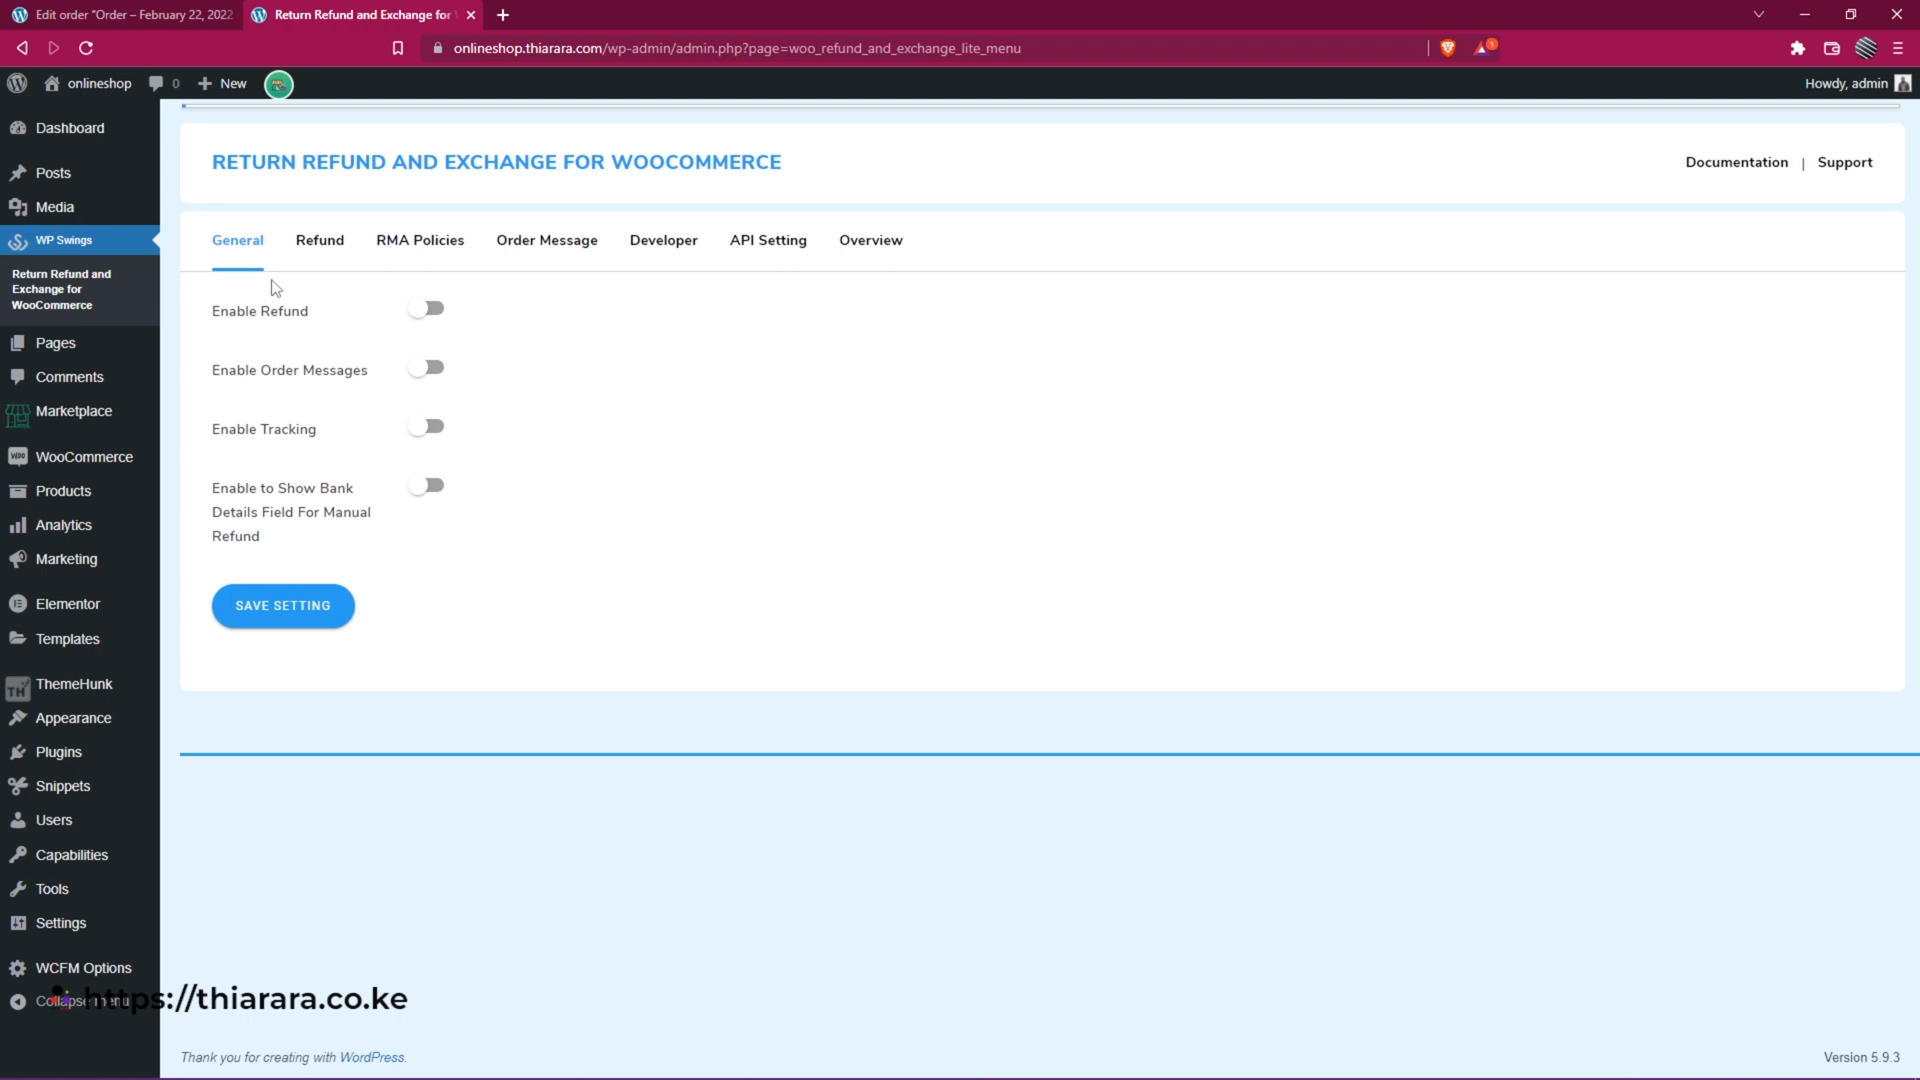 Edit order “Order – February 22, 2022
Return Refund and Exchange for
onlineshop.thiarara.com/wp-admin/admin.php?page=woo_refund_and_exchange_lite_menu
1
onlineshop
0
New
Howdy, admin
Dashboard
Posts
Media
WP Swings
Return Refund and
Exchange for
WooCommerce
Pages
Comments
Marketplace
WooCommerce
Products
Analytics
Marketing
Elementor
Templates
ThemeHunk
Appearance
Plugins
Snippets
Users
Capabilities
Tools
Settings
WCFM Options
Collapse menu
https://thiarara.co.ke
RETURN REFUND AND EXCHANGE FOR WOOCOMMERCE
Documentation | Support
General Refund RMA Policies Order Message Developer API Setting Overview
Enable Refund
Enable Order Messages
Enable Tracking
Enable to Show Bank
Details Field For Manual
Refund
SAVE SETTING
Thank you for creating with WordPress.
Version 5.9.3